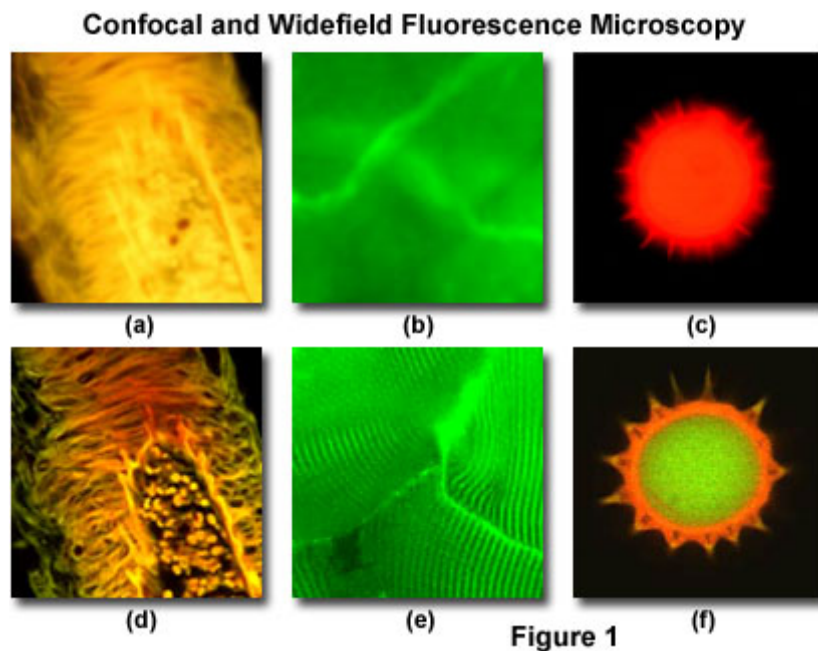 Confocal and Widefield Fluorescence Microscopy
(a) (b) (c)
(d) (e) (f)
Figure 1